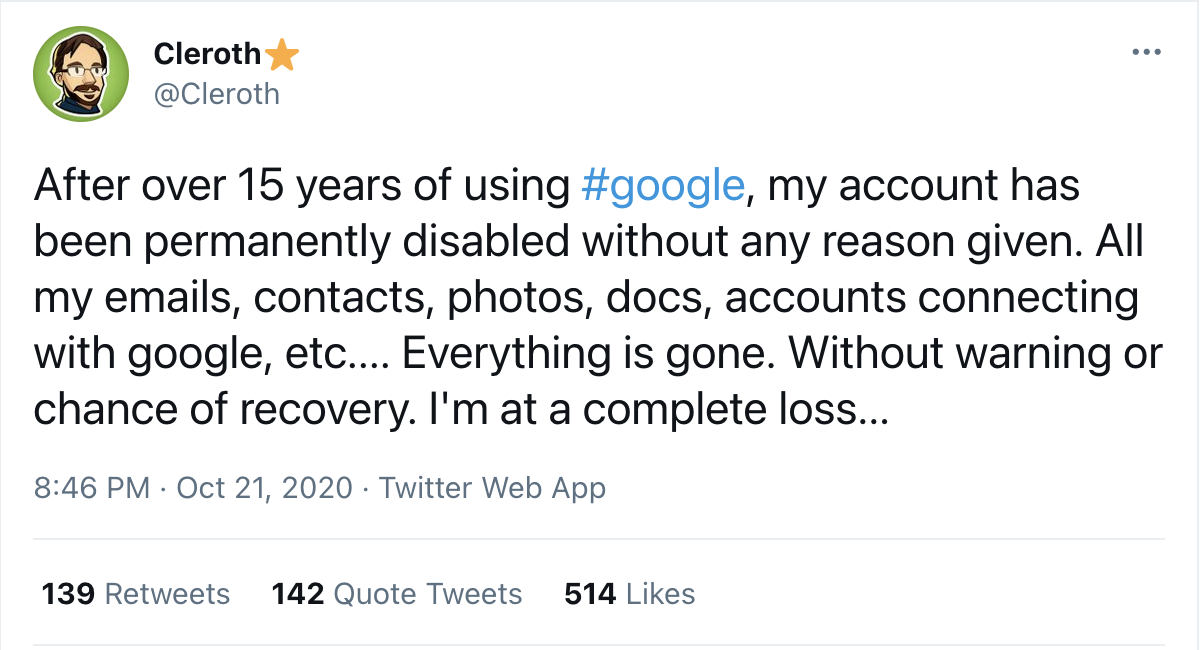 Cleroth⭐
@Cleroth
After over 15 years of using #google, my account has
been permanently disabled without any reason given. All
my emails, contacts, photos, docs, accounts connecting
with google, etc.... Everything is gone. Without warning or
chance of recovery. I'm at a complete loss...
8:46 PM · Oct 21, 2020 · Twitter Web App
139 Retweets 142 Quote Tweets 514 Likes